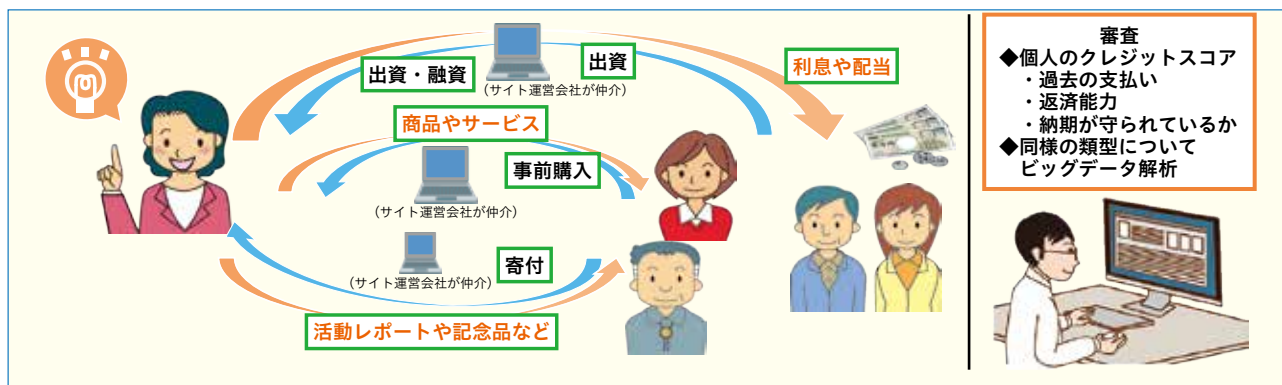 出資・融資
出資
(サイト運営会社が仲介)
利息や配当
商品やサービス
事前購入
(サイト運営会社が仲介)
寄付
(サイト運営会社が仲介)
活動レポートや記念品など
審査
◆個人のクレジットスコア
・過去の支払い
・返済能力
・納期が守られているか
◆同様の類型について
ビッグデータ解析